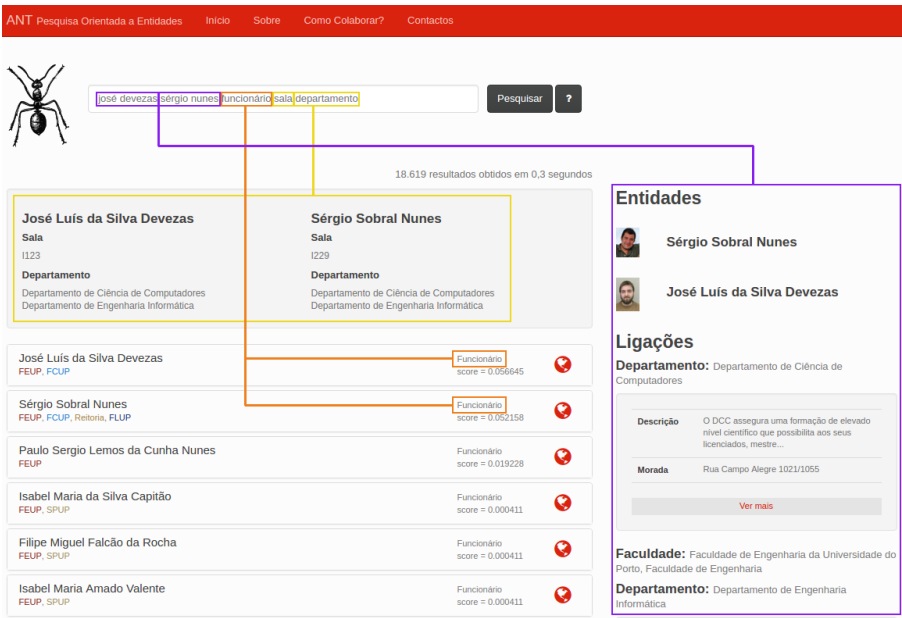 ANT Pesquisa Orientada a Entidades Início Sobre Como Colaborar? Contactos
josé devezas sérgio nunes funcionário sala departamento
Pesquisar ?
18.619 resultados obtidos em 0,3 segundos
José Luís da Silva Devezas
Sala
I123
Departamento
Departamento de Ciência de Computadores
Departamento de Engenharia Informática
Sérgio Sobral Nunes
Sala
I229
Departamento
Departamento de Ciência de Computadores
Departamento de Engenharia Informática
José Luís da Silva Devezas
FEUP, FCUP
Funcionário
score = 0.056645
Sérgio Sobral Nunes
FEUP, FCUP, Reitoria, FLUP
Funcionário
score = 0.052158
Paulo Sergio Lemos da Cunha Nunes
FEUP
Funcionário
score = 0.019228
Isabel Maria da Silva Capitão
FEUP, SPUP
Funcionário
score = 0.000411
Filipe Miguel Falcão da Rocha
FEUP, SPUP
Funcionário
score = 0.000411
Isabel Maria Amado Valente
FEUP, SPUP
Funcionário
score = 0.000411
Entidades
Sérgio Sobral Nunes
José Luís da Silva Devezas
Ligações
Departamento: Departamento de Ciência de
Computadores
Descrição O DCC assegura uma formação de elevado
nível científico que possibilita aos seus
licenciados, mestre...
Morada Rua Campo Alegre 1021/1055
Ver mais
Faculdade: Faculdade de Engenharia da Universidade do
Porto, Faculdade de Engenharia
Departamento: Departamento de Engenharia
Informática